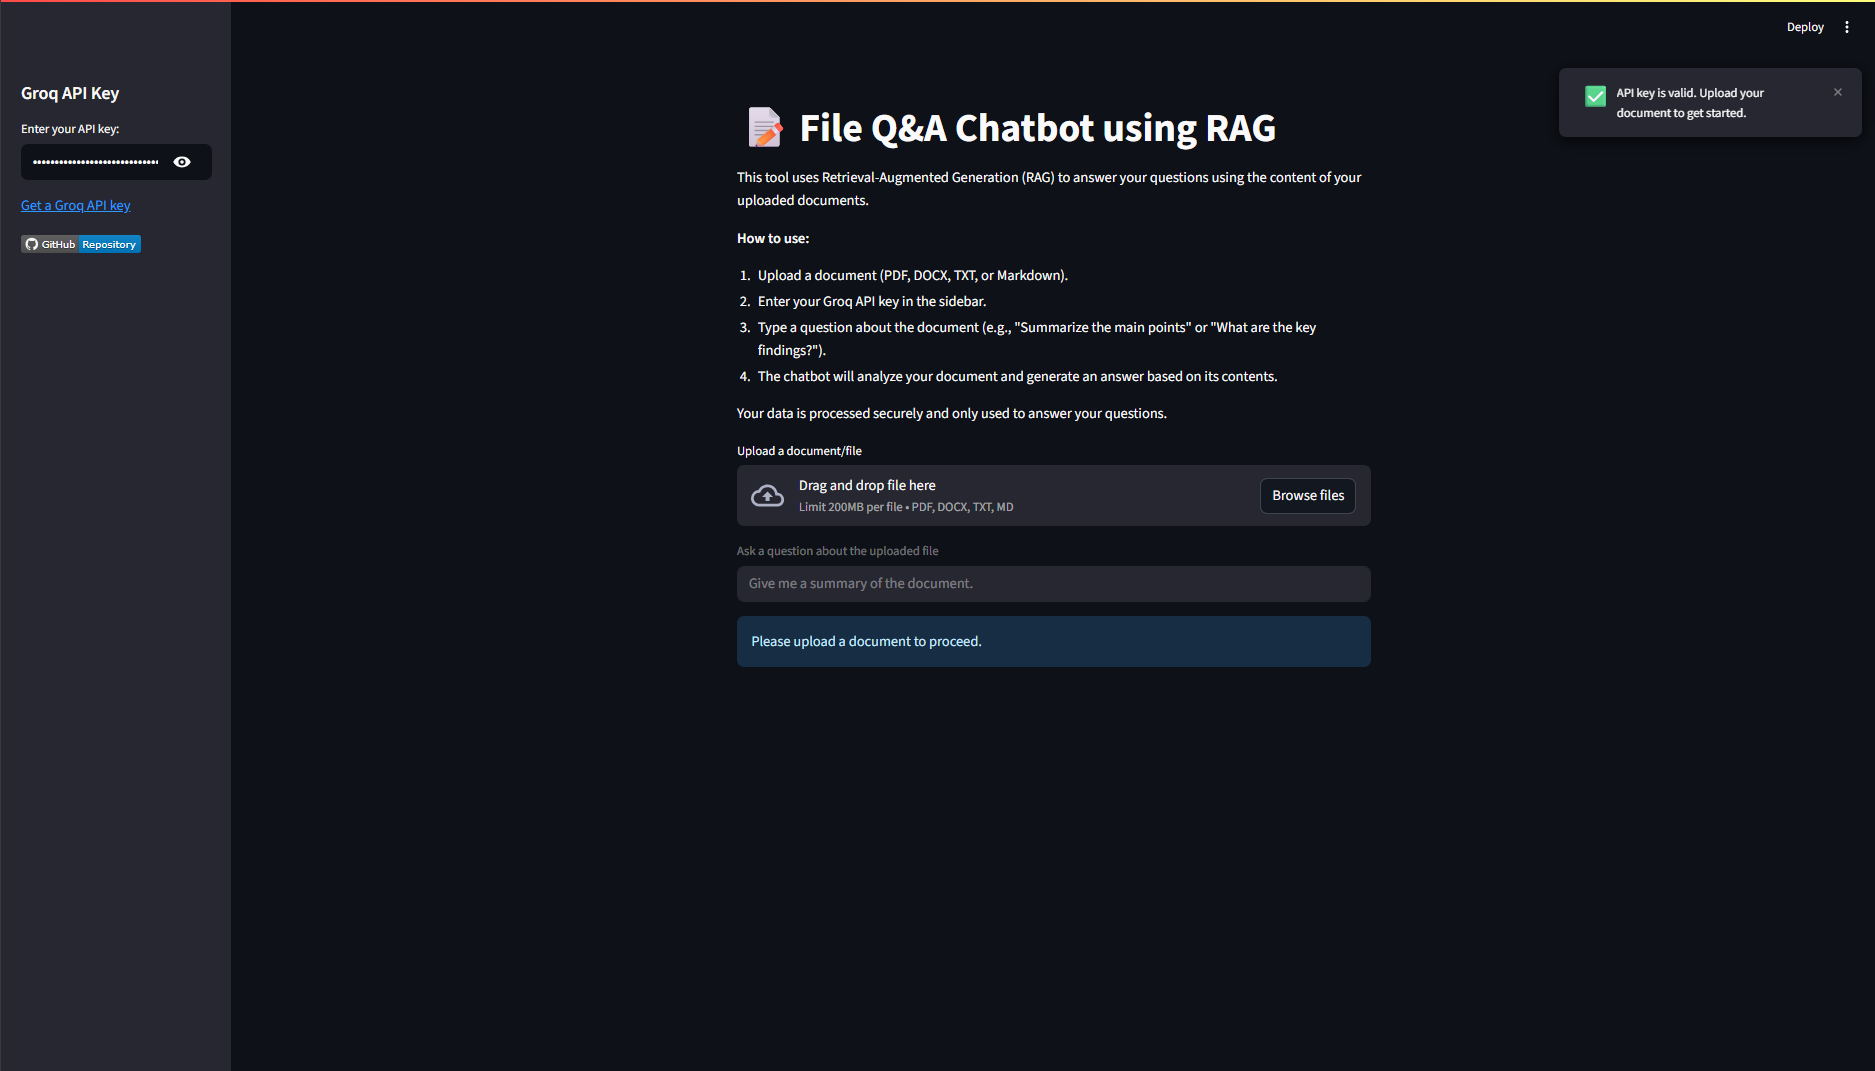 Deploy
Groq API Key
Enter your API key:
••••••••••••••••••••••••••••
Get a Groq API key
GitHub Repository
API key is valid. Upload your
document to get started.
File Q&A Chatbot using RAG
This tool uses Retrieval-Augmented Generation (RAG) to answer your questions using the content of your
uploaded documents.
How to use:
1. Upload a document (PDF, DOCX, TXT, or Markdown).
2. Enter your Groq API key in the sidebar.
3. Type a question about the document (e.g., "Summarize the main points" or "What are the key
findings?").
4. The chatbot will analyze your document and generate an answer based on its contents.
Your data is processed securely and only used to answer your questions.
Upload a document/file
Drag and drop file here
Limit 200MB per file • PDF, DOCX, TXT, MD
Browse files
Ask a question about the uploaded file
Give me a summary of the document.
Please upload a document to proceed.